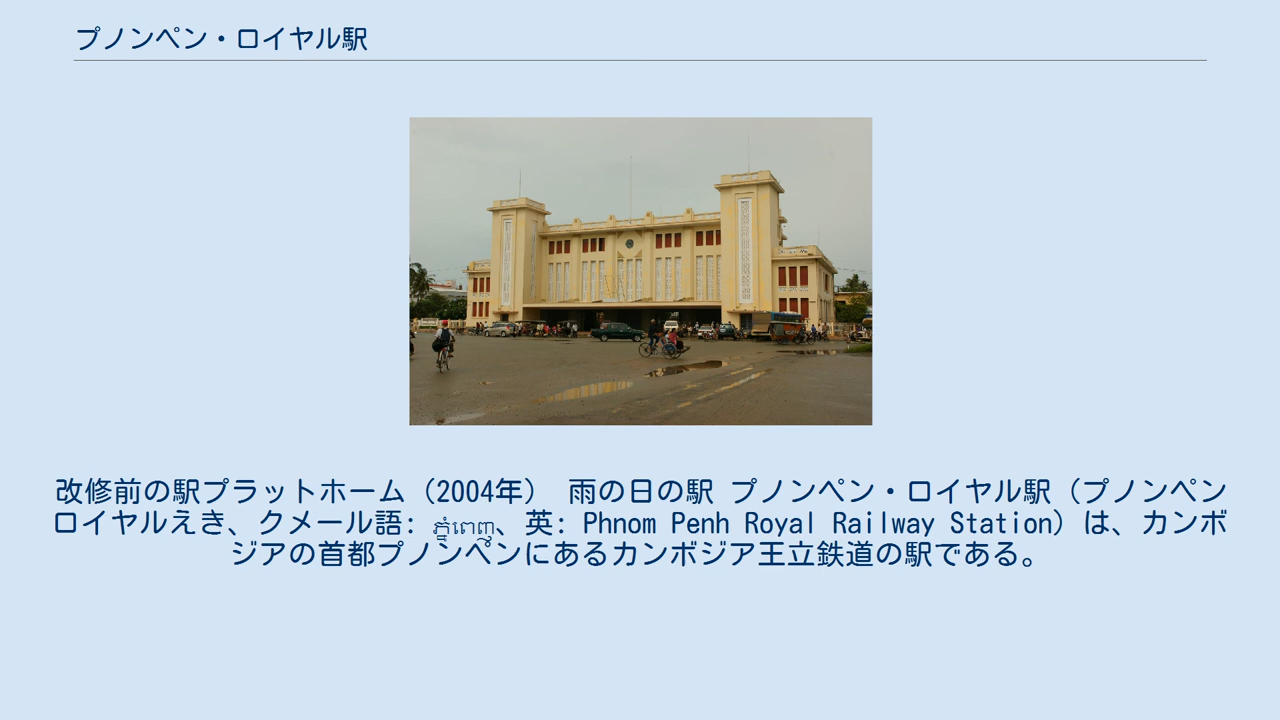 プノンペン・ロイヤル駅
改修前の駅プラットホーム（2004年） 雨の日の駅 プノンペン・ロイヤル駅（プノンペン
ロイヤルえき、クメール語: ភ្នំពេញ、英: Phnom Penh Royal Railway Station）は、カンボ
ジアの首都プノンペンにあるカンボジア王立鉄道の駅である。